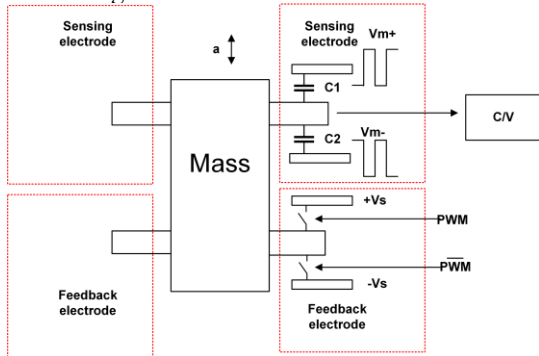 Sensing
electrode
a
Sensing
electrode
Vm+
C1
C2
Vm-
C/V
Mass
+Vs
PWM
PWM
-Vs
Feedback
electrode
Feedback
electrode